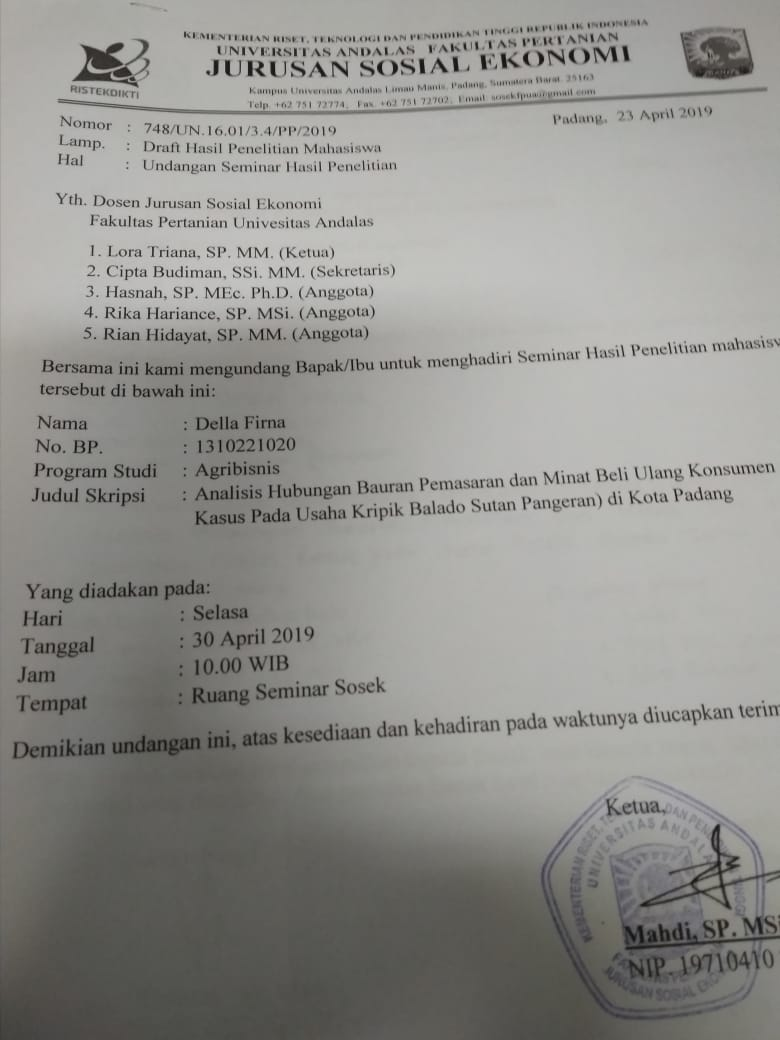 KEMENTERIAN RISET, TEKNOLOGI DAN PENDIDIKAN TINGGI REPUBLIK INDONESIA
UNIVERSITAS ANDALAS FAKULTAS PERTANIAN
JURUSAN SOSIAL EKONOMI
Kampus Universitas Andalas Limau Manis, Padang, Sumatera Barat. 25163
Telp. +62 751 72774, Fax. +62 751 72702, Email: sosekfpua@gmail.com
RISTEKDIKTI
Padang, 23 April 2019
Nomor : 748/UN.16.01/3.4/PP/2019
Lamp. : Draft Hasil Penelitian Mahasiswa
Hal : Undangan Seminar Hasil Penelitian
Yth. Dosen Jurusan Sosial Ekonomi
Fakultas Pertanian Univesitas Andalas
1. Lora Triana, SP. MM. (Ketua)
2. Cipta Budiman, SSi. MM. (Sekretaris)
3. Hasnah, SP. MEc. Ph.D. (Anggota)
4. Rika Hariance, SP. MSi. (Anggota)
5. Rian Hidayat, SP. MM. (Anggota)
Bersama ini kami mengundang Bapak/Ibu untuk menghadiri Seminar Hasil Penelitian mahasisw
tersebut di bawah ini:
Nama : Della Firna
No. BP. : 1310221020
Program Studi : Agribisnis
Judul Skripsi : Analisis Hubungan Bauran Pemasaran dan Minat Beli Ulang Konsumen
Kasus Pada Usaha Kripik Balado Sutan Pangeran) di Kota Padang
Yang diadakan pada:
Hari : Selasa
Tanggal : 30 April 2019
Jam : 10.00 WIB
Tempat : Ruang Seminar Sosek
Demikian undangan ini, atas kesediaan dan kehadiran pada waktunya diucapkan terim
Ketua,
Mahdi, SP. MSi
NIP. 19710410
KEMENTERIAN RISET, DAN
UNIVERSITAS ANDALAS
JURUSAN SOSIAL